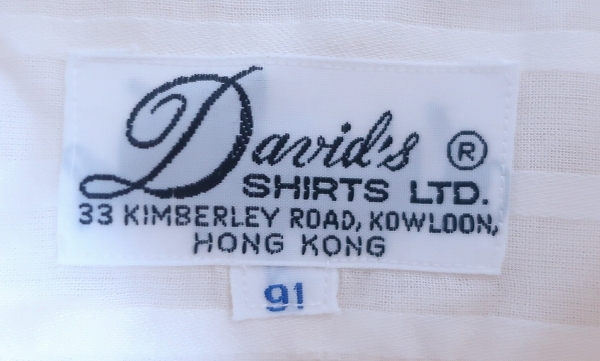 David's ®
SHIRTS LTD.
33 KIMBERLEY ROAD, KOWLOON,
HONG KONG
91